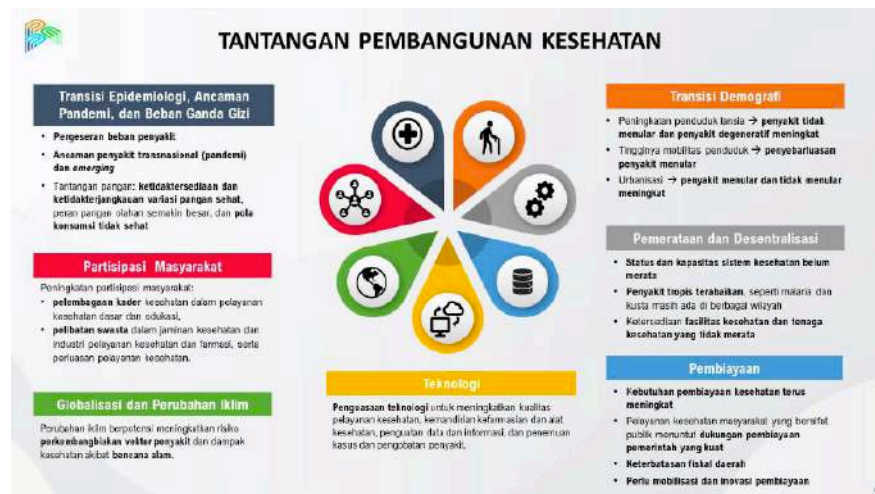 TANTANGAN PEMBANGUNAN KESEHATAN
Transisi Epidemiologi, Ancaman
Pandemi, dan Beban Ganda Gizi
• Pergeseran beban penyakit
• Ancaman penyakit transnasional (pandemi)
dan emerging
• Tantangan pangan: ketidaktersediaan dan
ketidakterjangkauan variasi pangan sehat,
peran pangan olahan semakin besar, dan pola
konsumsi tidak sehat
Partisipasi Masyarakat
Peningkatan partisipasi masyarakat:
• pelembagaan kader kesehatan dalam pelayanan
kesehatan dasar dan edukasi,
• pelibatan swasta dalam jaminan kesehatan dan
industri pelayanan kesehatan dan farmasi, serta
perluasan pelayanan kesehatan.
Globalisasi dan Perubahan Iklim
Perubahan iklim berpotensi meningkatkan risiko
perkembangbiakan vektor penyakit dan dampak
kesehatan akibat bencana alam.
Teknologi
Penguasaan teknologi untuk meningkatkan kualitas
pelayanan kesehatan, kemandirian kefarmasian dan alat
kesehatan, penguatan data dan informasi, dan penemuan
kasus dan pengobatan penyakit.
Transisi Demografi
• Peningkatan penduduk lansia → penyakit tidak
menular dan penyakit degeneratif meningkat
• Tingginya mobilitas penduduk → penyebarluasan
penyakit menular
• Urbanisasi → penyakit menular dan tidak menular
meningkat
Pemerataan dan Desentralisasi
• Status dan kapasitas sistem kesehatan belum
merata
• Penyakit tropis terabaikan, seperti malaria dan
kusta masih ada di berbagai wilayah
• Ketersediaan fasilitas kesehatan dan tenaga
kesehatan yang tidak merata
Pembiayaan
• Kebutuhan pembiayaan kesehatan terus
meningkat
• Pelayanan kesehatan masyarakat yang bersifat
publik menuntut dukungan pembiayaan
pemerintah yang kuat
• Keterbatasan fiskal daerah
• Perlu mobilisasi dan inovasi pembiayaan